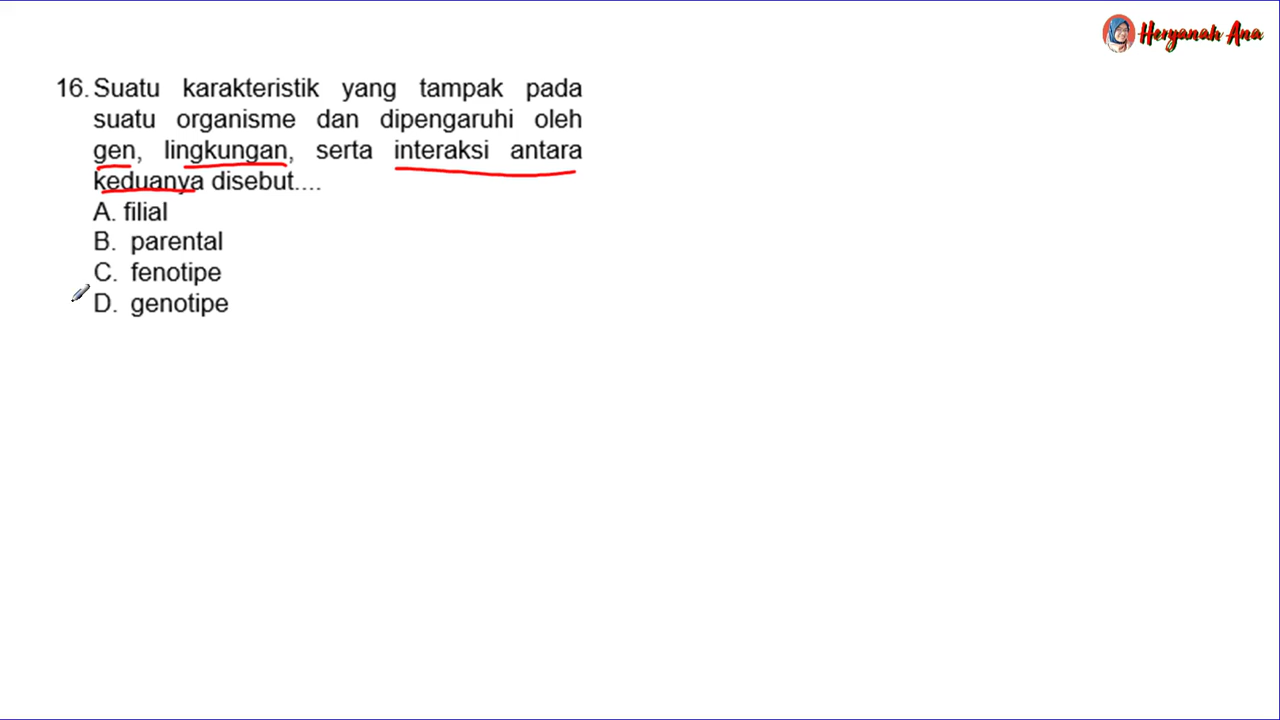 Heryanah Ana
16. Suatu karakteristik yang tampak pada
suatu organisme dan dipengaruhi oleh
gen, lingkungan, serta interaksi antara
keduanya disebut....
A. filial
B. parental
C. fenotipe
D. genotipe